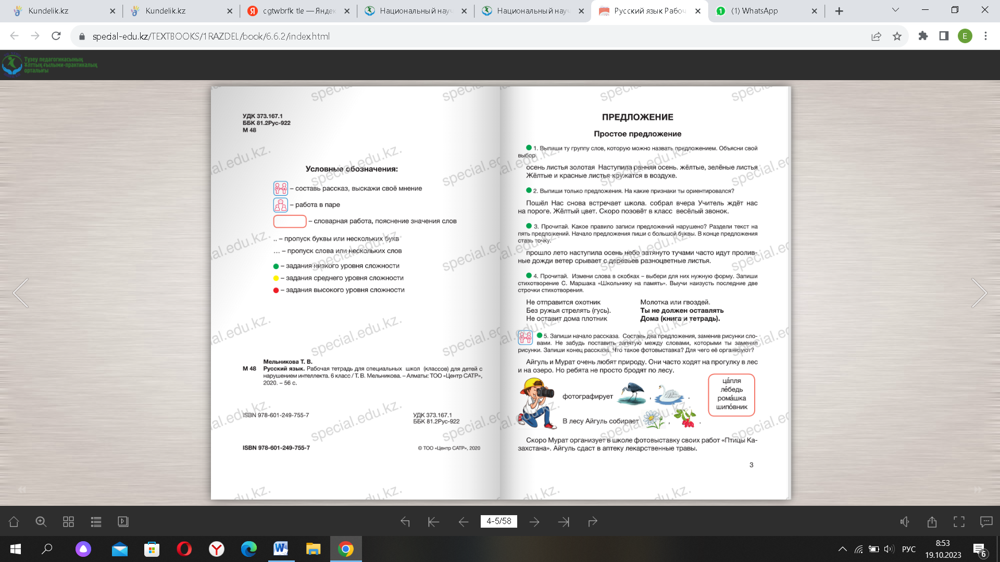 Kundelik.kz
Kundelik.kz
cgtwbrfk tle — Яндек
Национальный науч
Национальный науч
Русский язык Рабоч
(1) WhatsApp
special-edu.kz/TEXTBOOKS/1RAZDEL/book/6.6.2/index.html
E
Түзеу педагогикасының
Ұлттық ғылыми-практикалық
орталығы
УДК 373.167.1
ББК 81.2Рус-922
М 48
Условные обозначения:
– составь рассказ, выскажи своё мнение
– работа в паре
– словарная работа, пояснение значения слов
.. – пропуск буквы или нескольких букв
... – пропуск слова или нескольких слов
– задания низкого уровня сложности
– задания среднего уровня сложности
– задания высокого уровня сложности
Мельникова Т. В.
М 48 Русский язык. Рабочая тетрадь для специальных школ (классов) для детей с
нарушением интеллекта. 6 класс / Т. В. Мельникова. – Алматы: ТОО «Центр САТР»,
2020. – 56 с.
ISBN 978-601-249-755-7
УДК 373.167.1
ББК 81.2Рус-922
ISBN 978-601-249-755-7
© ТОО «Центр САТР», 2020
ПРЕДЛОЖЕНИЕ
Простое предложение
1. Выпиши ту группу слов, которую можно назвать предложением. Объясни свой
выбор.
осень листья золотая Наступила ранняя осень. жёлтые, зелёные листья
Жёлтые и красные листья кружатся в воздухе.
2. Выпиши только предложения. На какие признаки ты ориентировался?
Пошёл Нас снова встречает школа. собрал вчера Учитель ждёт нас
на пороге. Жёлтый цвет. Скоро позовёт в класс весёлый звонок.
3. Прочитай. Какое правило записи предложений нарушено? Раздели текст на
пять предложений. Начало предложения пиши с большой буквы. В конце предложения
ставь точку.
прошло лето наступила осень небо затянуто тучами часто идут пролив-
ные дожди ветер срывает с деревьев разноцветные листья.
4. Прочитай. Измени слова в скобках – выбери для них нужную форму. Запиши
стихотворение С. Маршака «Школьнику на память». Выучи наизусть последние две
строчки стихотворения.
Не отправится охотник
Без ружья стрелять (гусь).
Не оставит дома плотник
Молотка или гвоздей.
Ты не должен оставлять
Дома (книга и тетрадь).
5. Запиши начало рассказа. Составь два предложения, заменив рисунки сло-
вами. Не забудь поставить запятую между словами, которыми ты заменил
рисунки. Запиши конец рассказа. Что такое фотовыставка? Для чего её организуют?
Айгуль и Мурат очень любят природу. Они часто ходят на прогулку в лес
и на озеро. Но ребята не просто бродят по лесу.
фотографирует , .
ца́пля
ле́бедь
рома́шка
шипо́вник
В лесу Айгуль собирает , .
Скоро Мурат организует в школе фотовыставку своих работ «Птицы Ка-
захстана». Айгуль сдаст в аптеку лекарственные травы.
3
special.edu.kz.
4-5/58
РУС
8:53
19.10.2023
6